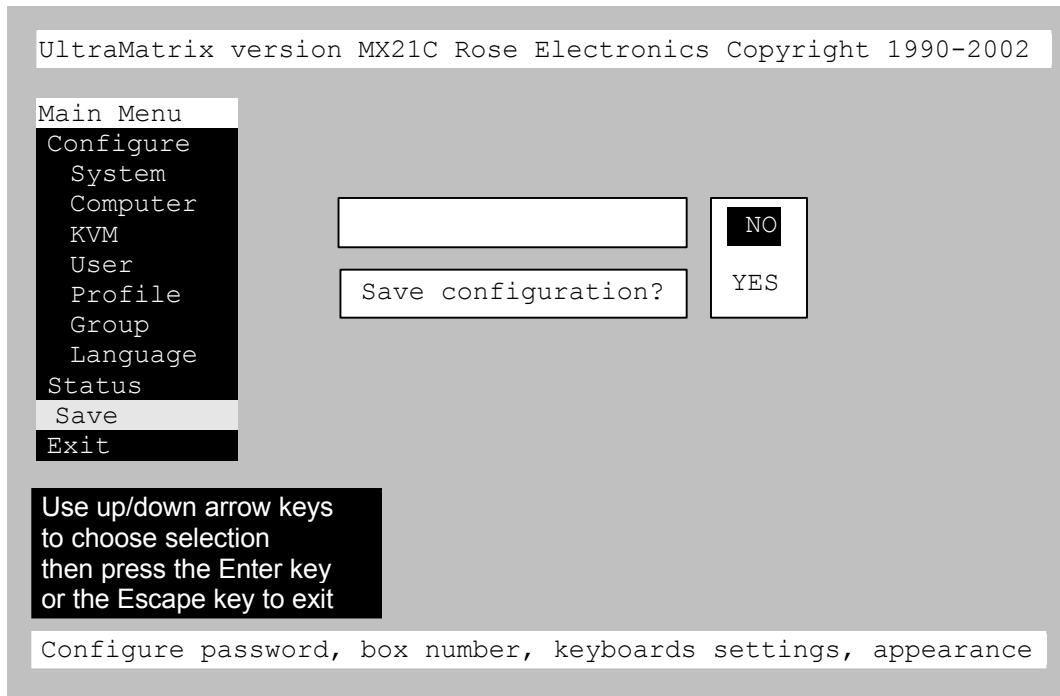 UltraMatrix version MX21C Rose Electronics Copyright 1990-2002
Main Menu
Configure
System
Computer
KVM
User
Profile
Group
Language
Status
Save
Exit
Save configuration?
NO
YES
Use up/down arrow keys
to choose selection
then press the Enter key
or the Escape key to exit
Configure password, box number, keyboards settings, appearance